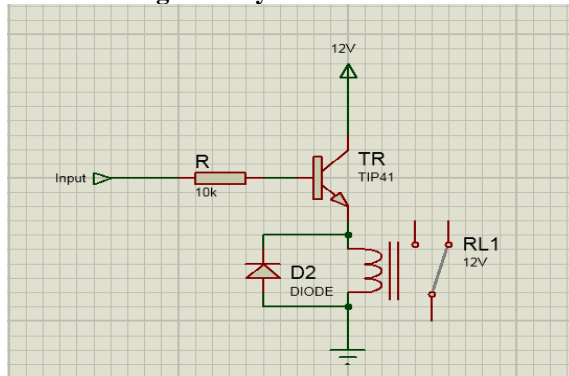 12V
R
TR
TIP41
Input
10k
RL1
12V
D2
DIODE